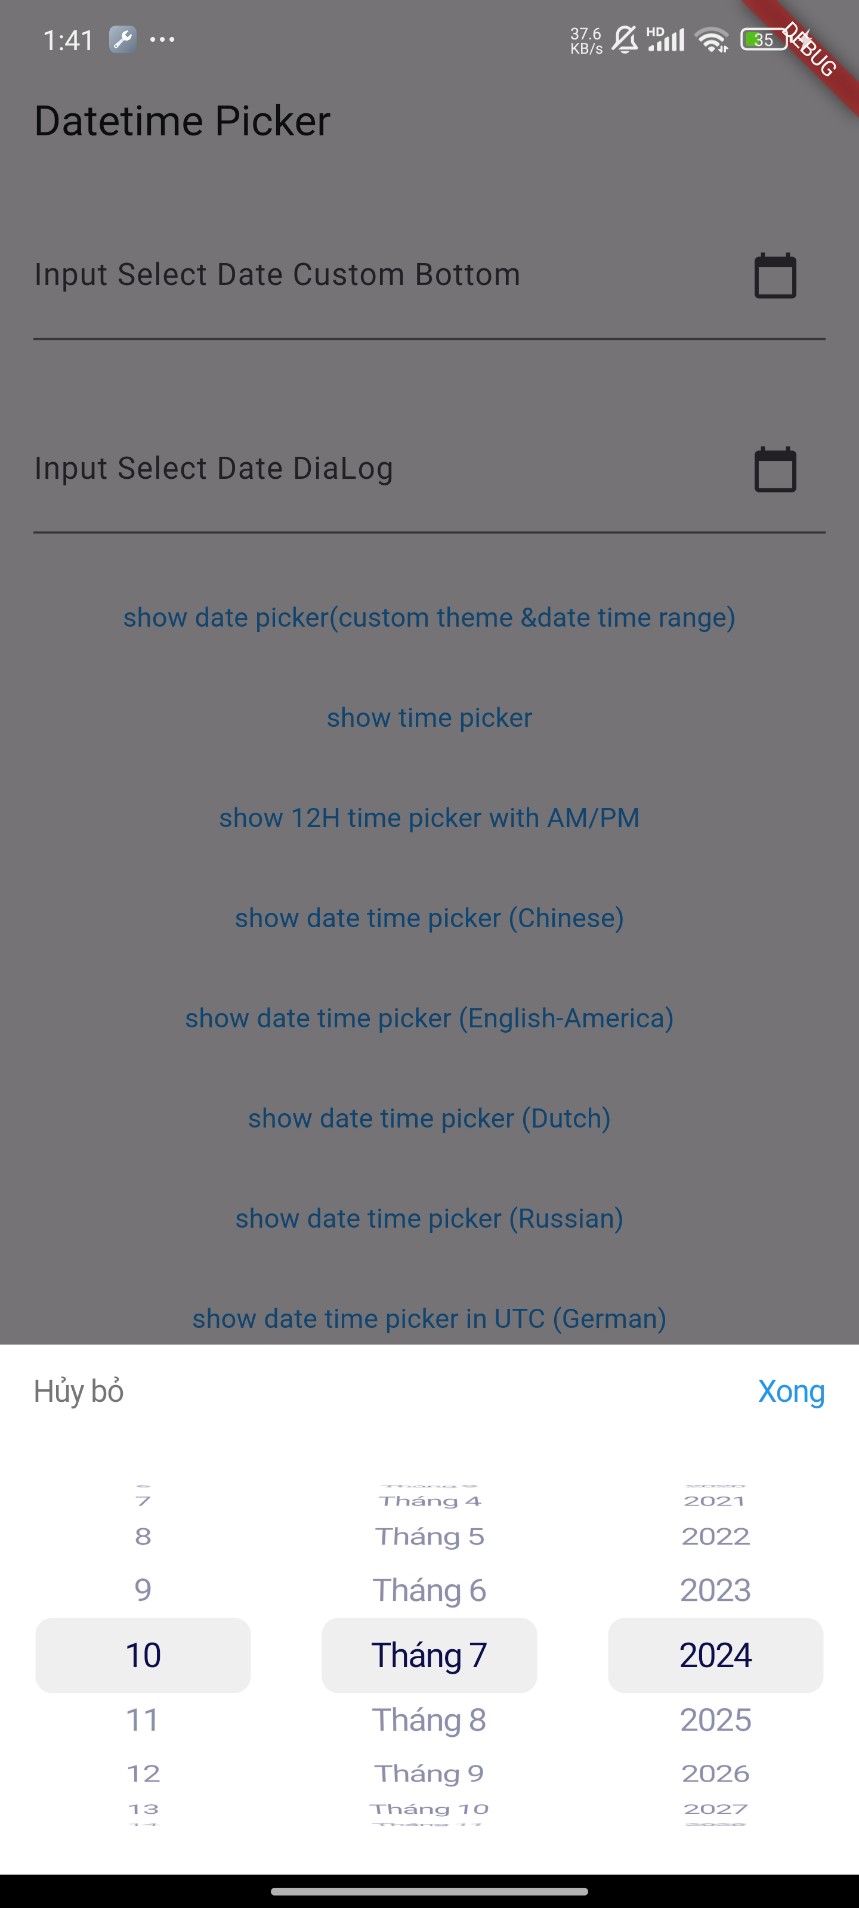 1:41
37.6
KB/s
HD
35
DEBUG
Datetime Picker
Input Select Date Custom Bottom
Input Select Date DiaLog
show date picker(custom theme &date time range)
show time picker
show 12H time picker with AM/PM
show date time picker (Chinese)
show date time picker (English-America)
show date time picker (Dutch)
show date time picker (Russian)
show date time picker in UTC (German)
Hủy bỏ Xong
7 Tháng 4 2021
8 Tháng 5 2022
9 Tháng 6 2023
10 Tháng 7 2024
11 Tháng 8 2025
12 Tháng 9 2026
13 Tháng 10 2027